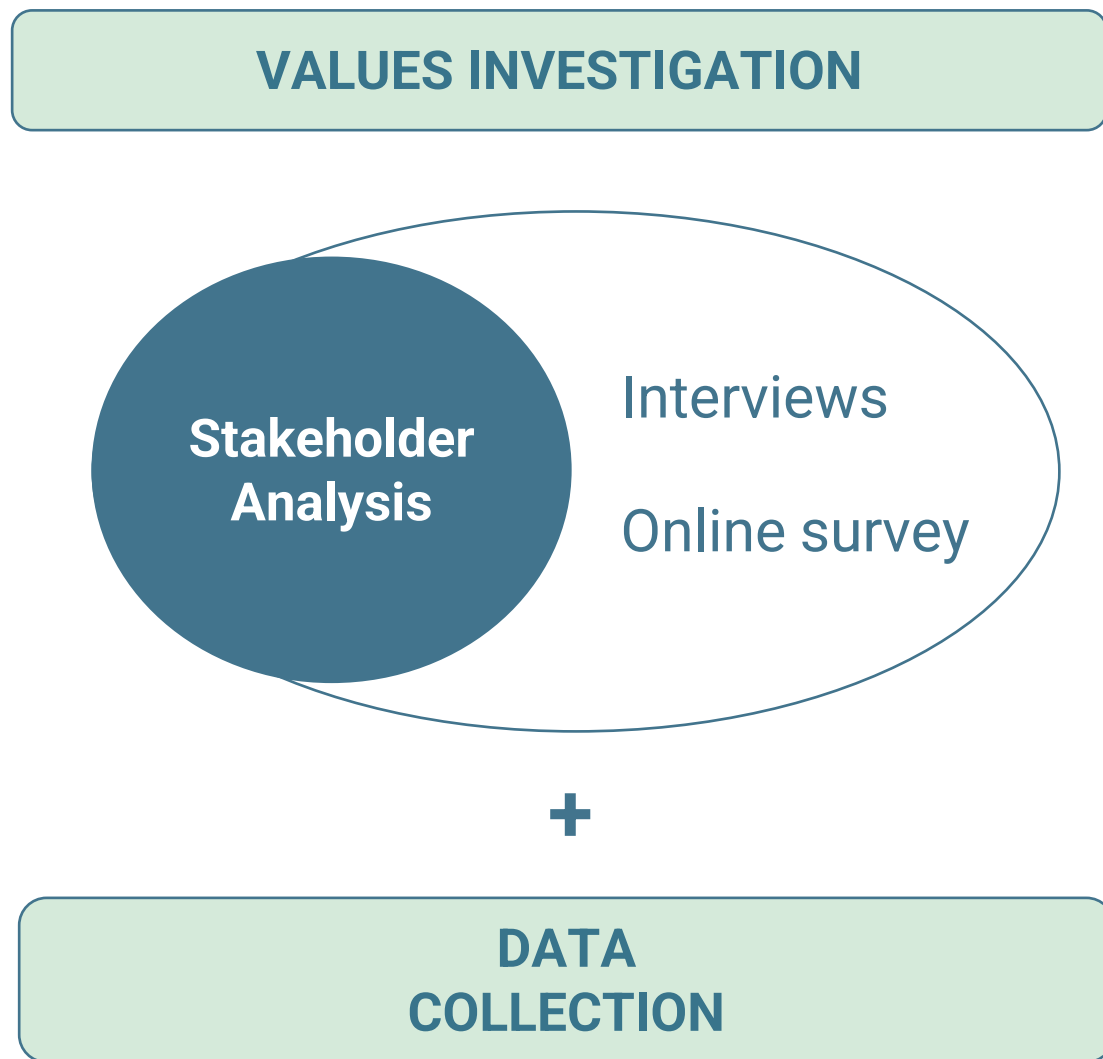 VALUES INVESTIGATION
Stakeholder
Analysis
Interviews
Online survey
+
DATA
COLLECTION